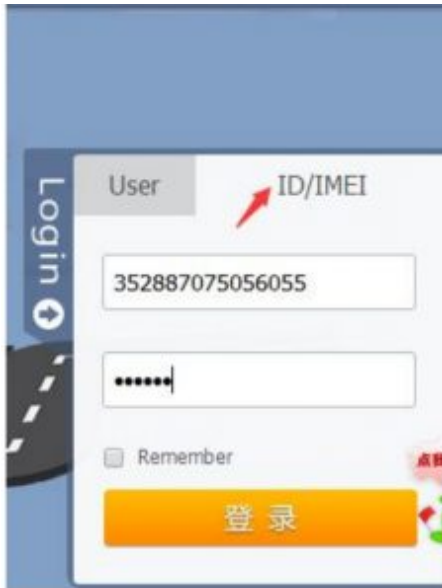 Login
User
ID/IMEI
352887075056055
••••••
Remember
登录